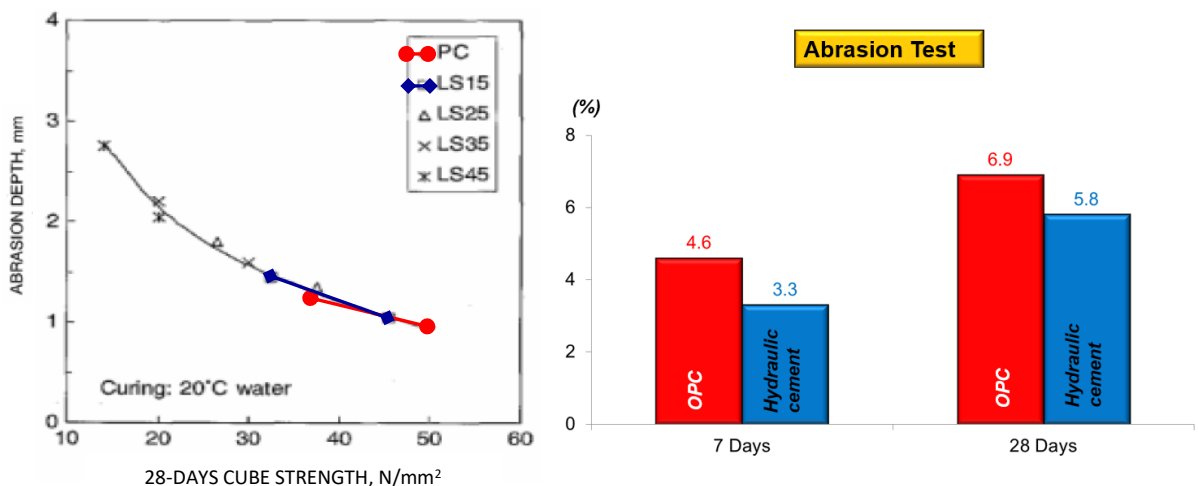 4
3
2
1
0
ABRASION DEPTH, mm
PC
LS15
LS25
LS35
LS45
Curing: 20°C water
10 20 30 40 50 60
28-DAYS CUBE STRENGTH, N/mm²
Abrasion Test
(%)
8
6
4
2
0
4.6
3.3
6.9
5.8
OPC
Hydraulic
cement
OPC
Hydraulic
cement
7 Days
28 Days